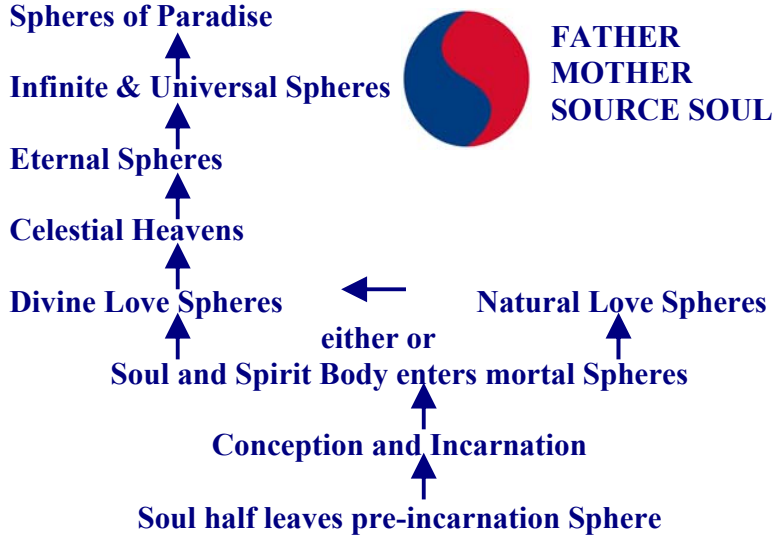 Spheres of Paradise
FATHER
MOTHER
SOURCE SOUL
Infinite & Universal Spheres
Eternal Spheres
Celestial Heavens
Divine Love Spheres
Natural Love Spheres
either or
Soul and Spirit Body enters mortal Spheres
Conception and Incarnation
Soul half leaves pre-incarnation Sphere